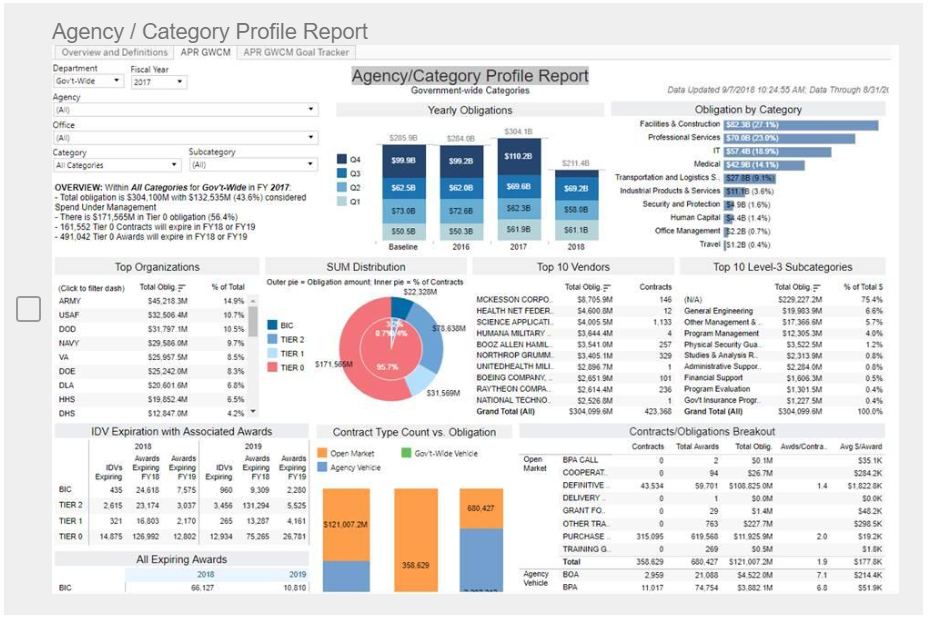 Agency / Category Profile Report
Overview and Definitions APR GWCM APR GWCM Goal Tracker
Department Fiscal Year
Gov't-Wide 2017
Agency
(All)
Office
(All)
Category Subcategory
All Categories (All)
OVERVIEW: Within All Categories for Gov't-Wide in FY 2017:
- Total obligation is $304,100M with $132,535M (43.6%) considered
Spend Under Management
- There is $171,565M in Tier 0 obligation (56.4%)
- 161,552 Tier 0 Contracts will expire in FY18 or FY19
- 491,042 Tier 0 Awards will expire in FY18 or FY19
Agency/Category Profile Report
Government-wide Categories
Data Updated 9/7/2018 10:24:55 AM; Data Through 8/31/20
Yearly Obligations
Q4
Q3
Q2
Q1
$285.9B $284.0B $304.1B $211.4B
$99.9B $99.2B $110.2B
$62.5B $62.0B $69.6B $69.2B
$73.0B $72.6B $62.3B $58.0B
$50.5B $50.3B $61.9B $61.1B
Baseline 2016 2017 2018
Obligation by Category
Facilities & Construction $82.3B (27.1%)
Professional Services $70.0B (23.0%)
IT $57.4B (18.9%)
Medical $42.9B (14.1%)
Transportation and Logistics S.. $27.8B (9.1%)
Industrial Products & Services $11.1B (3.6%)
Security and Protection $4.9B (1.6%)
Human Capital $4.4B (1.4%)
Office Management $2.2B (0.7%)
Travel $1.2B (0.4%)
Top Organizations
(Click to filter dash) Total Oblig. % of Total
ARMY $45,218.3M 14.9%
USAF $32,506.4M 10.7%
DOD $31,797.1M 10.5%
NAVY $29,586.0M 9.7%
VA $25,957.5M 8.5%
DOE $25,242.0M 8.3%
DLA $20,601.6M 6.8%
HHS $19,852.4M 6.5%
DHS $12,847.0M 4.2%
SUM Distribution
Outer pie = Obligation amount; Inner pie = % of Contracts
BIC
TIER 2
TIER 1
TIER 0
$22,328M
$78,638M
$31,569M
95.7%
Top 10 Vendors
Total Oblig. Contracts
MCKESSON CORPO.. $8,705.9M 146
HEALTH NET FEDER.. $4,600.8M 12
SCIENCE APPLICATI.. $4,005.5M 1,133
HUMANA MILITARY .. $3,644.4M 4
BOOZ ALLEN HAMIL.. $3,541.0M 257
NORTHROP GRUMM.. $3,405.1M 329
UNITEDHEALTH MILI.. $2,896.7M 1
BOEING COMPANY, .. $2,651.9M 101
RAYTHEON COMPA.. $2,614.4M 236
NATIONAL TECHNO.. $2,526.8M 1
Grand Total (All) $304,099.6M 423,368
Top 10 Level-3 Subcategories
Total Oblig. % of Total $
(N/A) $229,227.2M 75.4%
General Engineering $19,983.9M 6.6%
Other Management & .. $17,366.6M 5.7%
Program Management $12,305.3M 4.0%
Physical Security Gua.. $3,522.5M 1.2%
Studies & Analysis R.. $2,313.9M 0.8%
Administrative Suppor.. $2,284.0M 0.8%
Financial Support $1,606.3M 0.5%
Program Evaluation $1,301.5M 0.4%
Gov't Insurance Progr.. $1,227.5M 0.4%
Grand Total (All) $304,099.6M 100.0%
IDV Expiration with Associated Awards
2018 2019
IDVs Expiring Awards Expiring FY18 Awards Expiring FY19 IDVs Expiring Awards Expiring FY18 Awards Expiring FY19
BIC 435 24,618 7,575 960 9,309 2,280
TIER 2 2,615 23,174 3,037 3,456 131,294 5,525
TIER 1 321 16,803 2,170 265 13,287 4,161
TIER 0 14,875 126,992 12,802 12,934 75,265 26,781
All Expiring Awards
2018 2019
BIC 66,127 10,810
Contract Type Count vs. Obligation
Open Market Gov't-Wide Vehicle
Agency Vehicle
$121,007.2M
358,629
680,427
Contracts/Obligations Breakout
Contracts Total Awards Total Oblig. Awds/Contra.. Avg $/Award
Open Market BPA CALL 0 2 $0.1M $35.1K
COOPERAT.. 0 94 $26.7M $284.2K
DEFINITIVE .. 43,534 59,701 $108,825.0M 1.4 $1,822.8K
DELIVERY .. 0 1 $0.0M $0.0K
GRANT FO.. 0 29 $1.4M $48.2K
OTHER TRA.. 0 763 $227.7M $298.5K
PURCHASE .. 315,095 619,568 $11,925.9M 2.0 $19.2K
TRAINING G.. 0 269 $0.5M $1.8K
Total 358,629 680,427 $121,007.2M 1.9 $177.8K
Agency Vehicle BOA 2,959 21,088 $4,522.0M 7.1 $214.4K
BPA 11,017 74,754 $3,882.1M 6.8 $51.9K